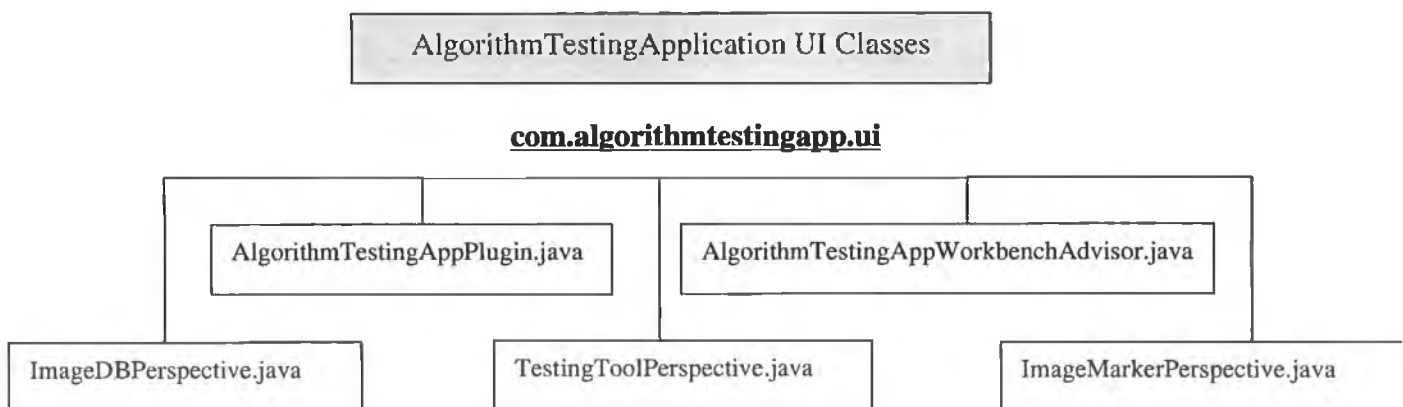 AlgorithmTestingApplication UI Classes
com.algorithmtestingapp.ui
AlgorithmTestingAppPlugin.java
AlgorithmTestingAppWorkbenchAdvisor.java
ImageDBPerspective.java
TestingToolPerspective.java
ImageMarkerPerspective.java